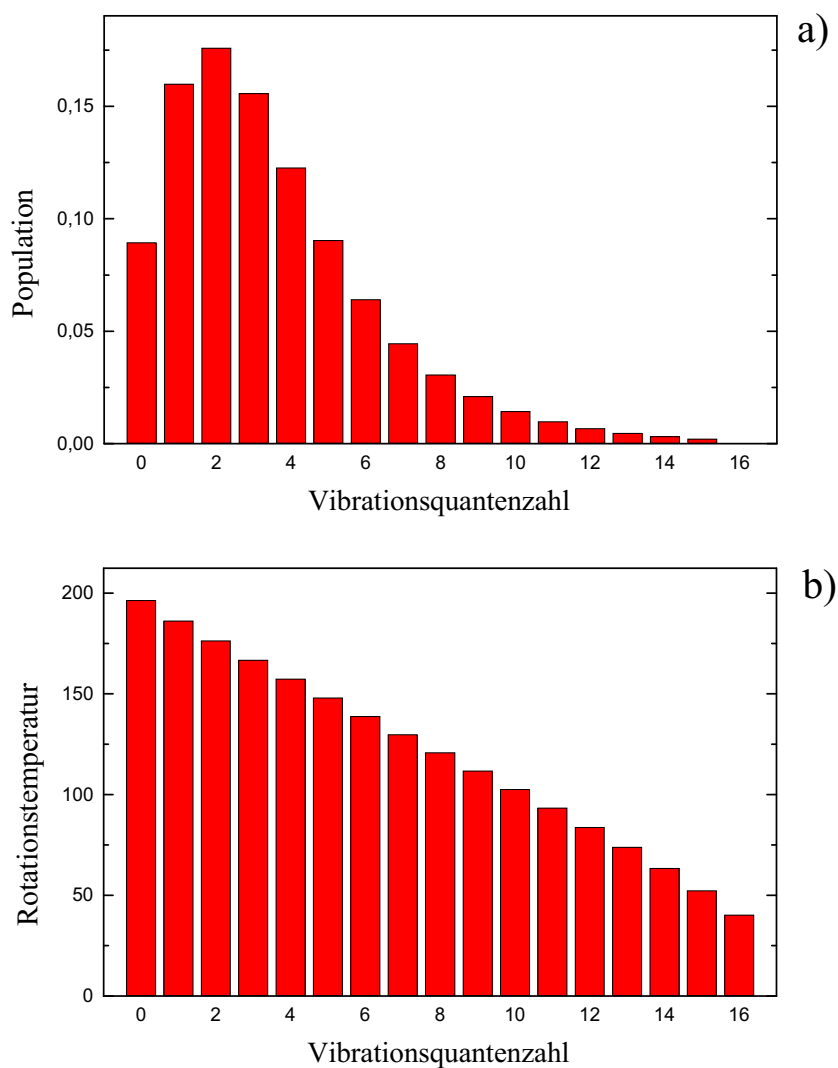 a)
Population
0,15
0,10
0,05
0,00
0 2 4 6 8 10 12 14 16
Vibrationsquantenzahl
b)
Rotationstemperatur
200
150
100
50
0
0 2 4 6 8 10 12 14 16
Vibrationsquantenzahl